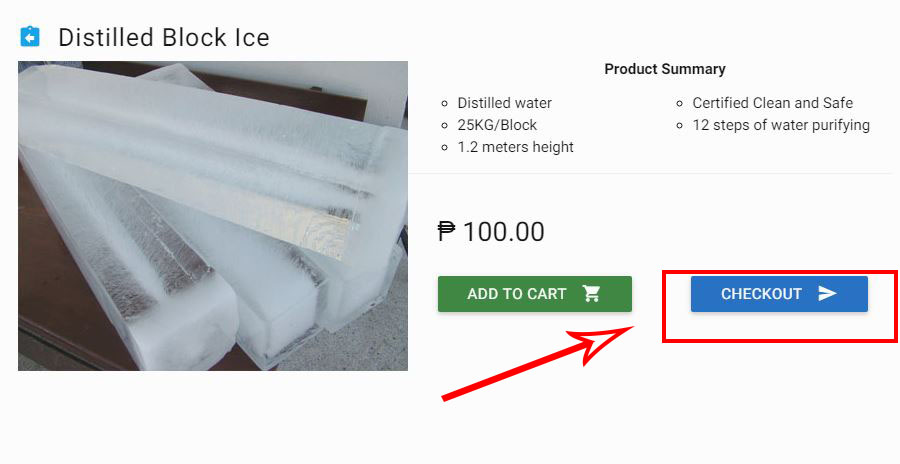 Distilled Block Ice
Product Summary
Distilled water
25KG/Block
1.2 meters height
Certified Clean and Safe
12 steps of water purifying
₱ 100.00
ADD TO CART
CHECKOUT